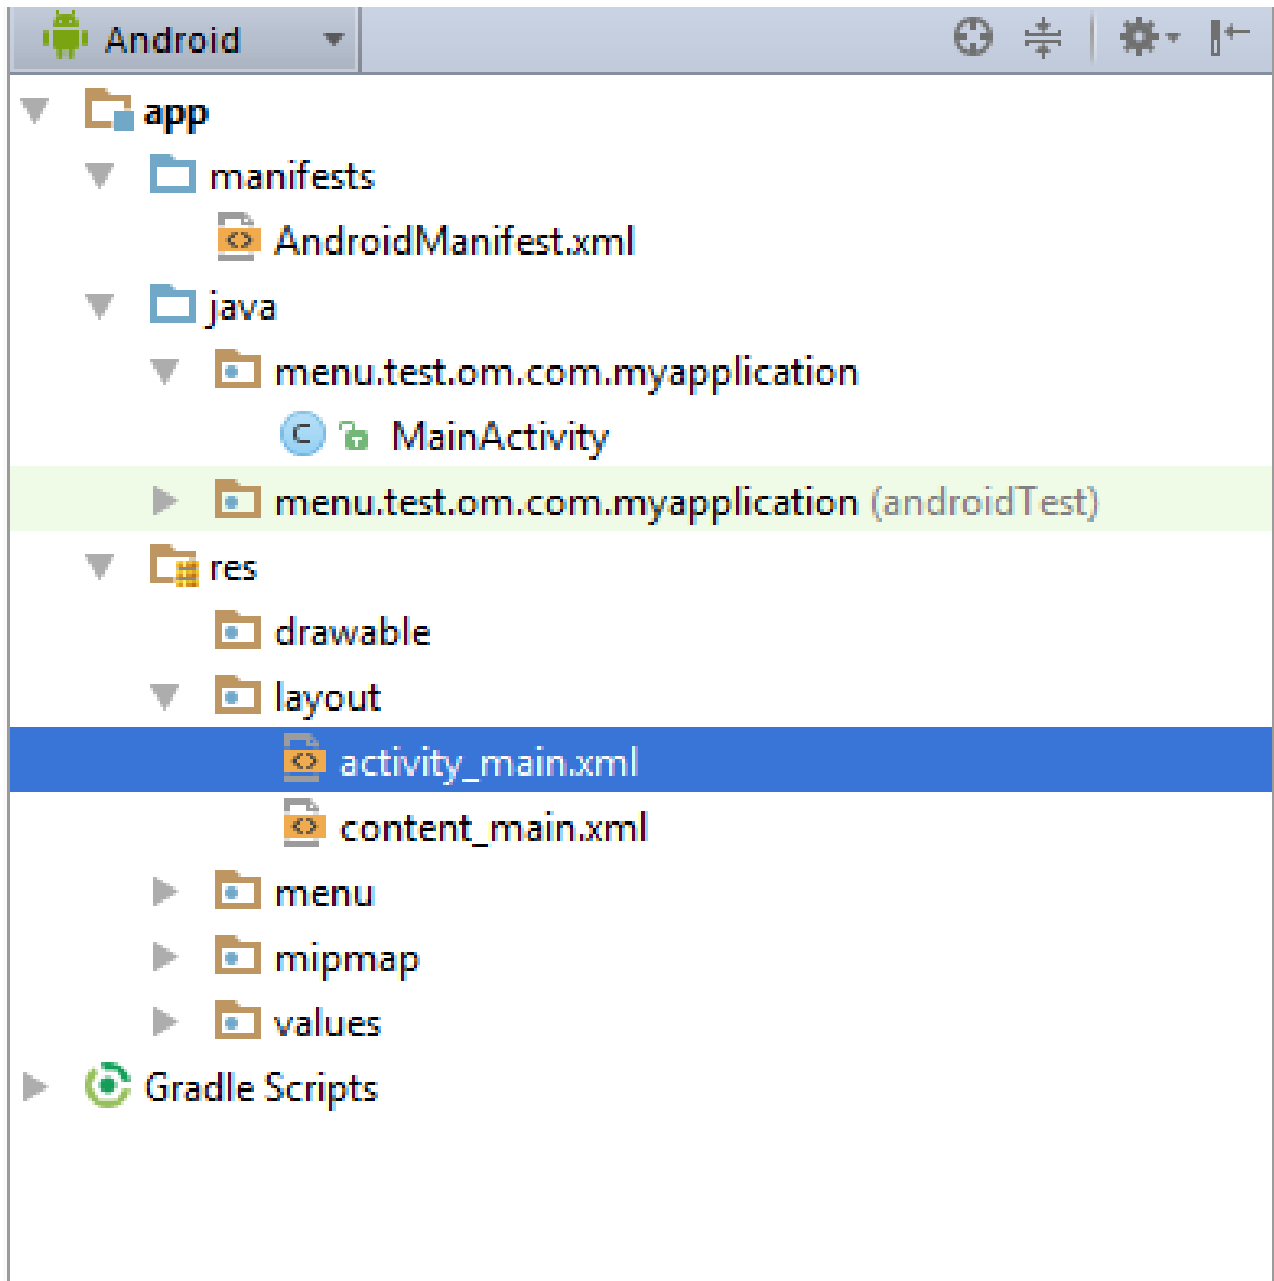 Android
app
manifests
AndroidManifest.xml
java
menu.test.om.com.myapplication
C MainActivity
menu.test.om.com.myapplication (androidTest)
res
drawable
layout
activity_main.xml
content_main.xml
menu
mipmap
values
Gradle Scripts